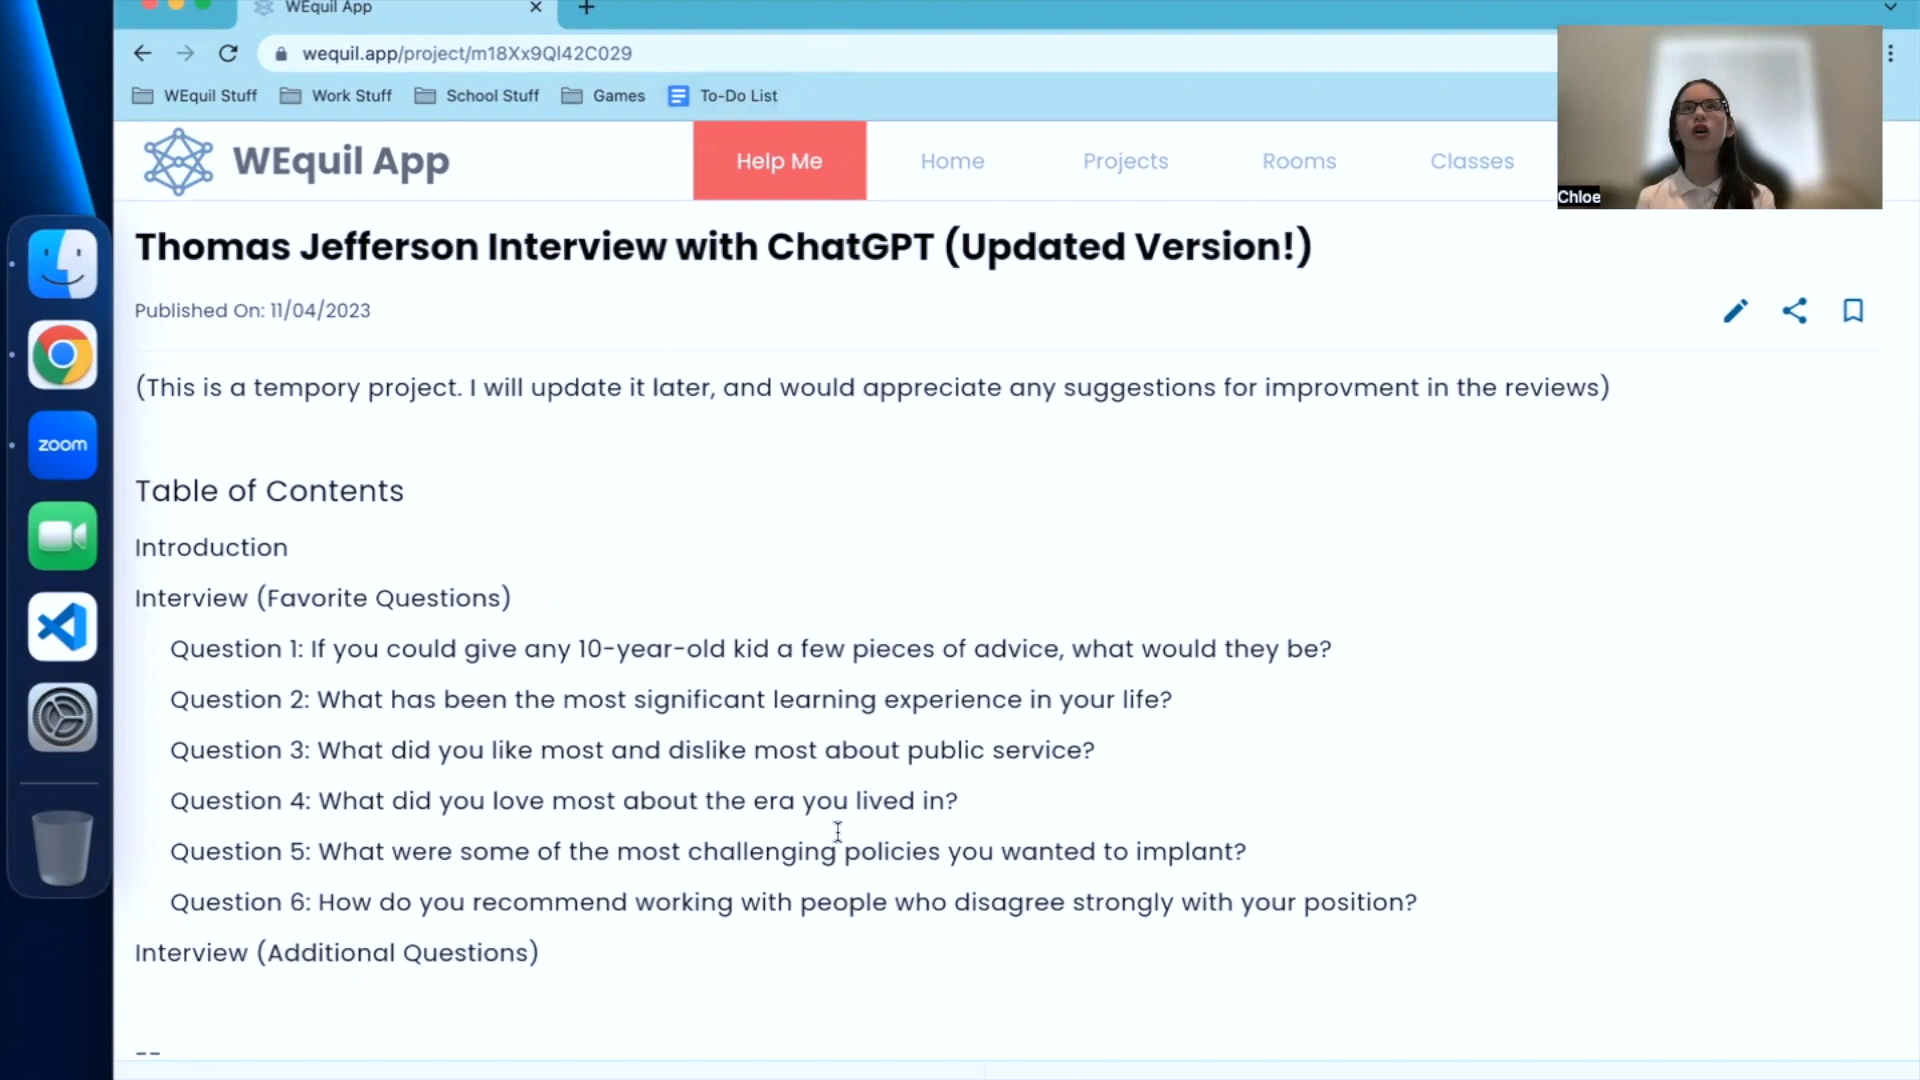 WEquil App
wequil.app/project/m18Xx9Ql42C029
WEquil Stuff
Work Stuff
School Stuff
Games
To-Do List
WEquil App
Help Me
Home
Projects
Rooms
Classes
Chloe
Thomas Jefferson Interview with ChatGPT (Updated Version!)
Published On: 11/04/2023
(This is a tempory project. I will update it later, and would appreciate any suggestions for improvment in the reviews)
Table of Contents
Introduction
Interview (Favorite Questions)
Question 1: If you could give any 10-year-old kid a few pieces of advice, what would they be?
Question 2: What has been the most significant learning experience in your life?
Question 3: What did you like most and dislike most about public service?
Question 4: What did you love most about the era you lived in?
zoom
Question 5: What were some of the most challenging policies you wanted to implant?
Question 6: How do you recommend working with people who disagree strongly with your position?
Interview (Additional Questions)
--